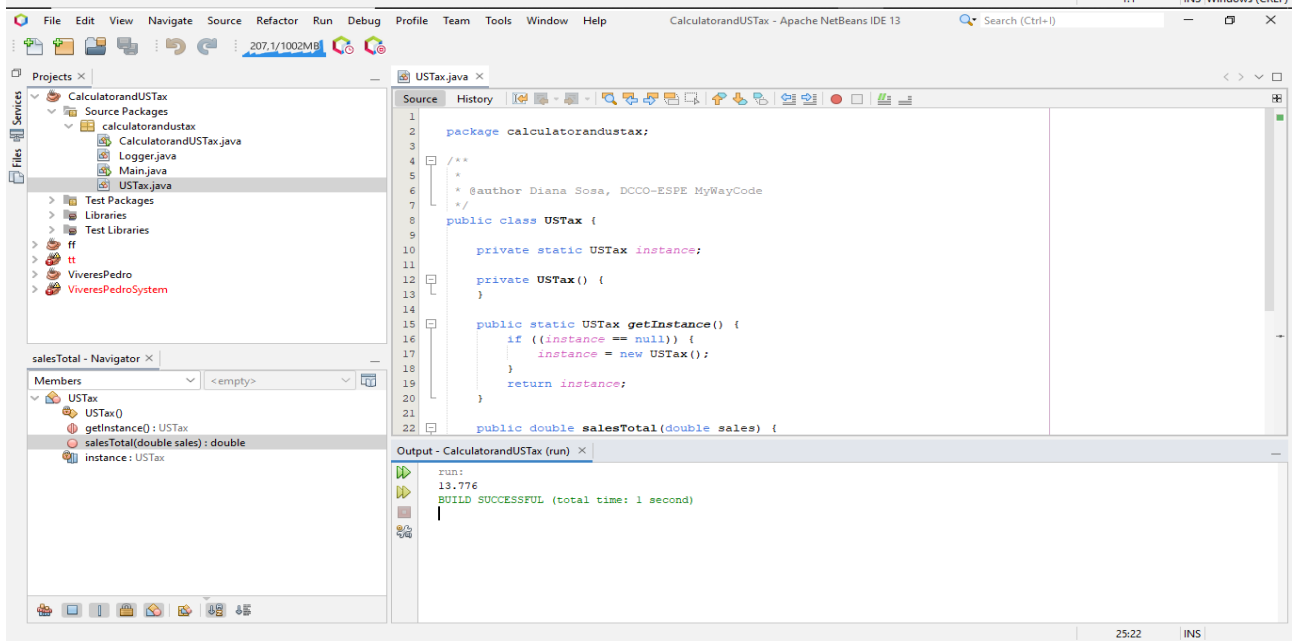 File Edit View Navigate Source Refactor Run Debug Profile Team Tools Window Help CalculatorandUSTax - Apache NetBeans IDE 13 Search (Ctrl+I)
207,1/1002MB
Services
Files
Projects
CalculatorandUSTax
Source Packages
calculatorandustax
CalculatorandUSTax.java
Logger.java
Main.java
USTax.java
Test Packages
Libraries
Test Libraries
ff
tt
ViveresPedro
ViveresPedroSystem
salesTotal - Navigator
Members <empty>
USTax
USTax()
getInstance() : USTax
salesTotal(double sales) : double
instance : USTax
USTax.java
Source History
1
2 package calculatorandustax;
3
4 /**
5 *
6 * @author Diana Sosa, DCCO-ESPE MyWayCode
7 */
8 public class USTax {
9
10 private static USTax instance;
11
12 private USTax() {
13 }
14
15 public static USTax getInstance() {
16 if ((instance == null)) {
17 instance = new USTax();
18 }
19 return instance;
20 }
21
22 public double salesTotal(double sales) {
Output - CalculatorandUSTax (run)
run:
13.776
BUILD SUCCESSFUL (total time: 1 second)
25:22 INS